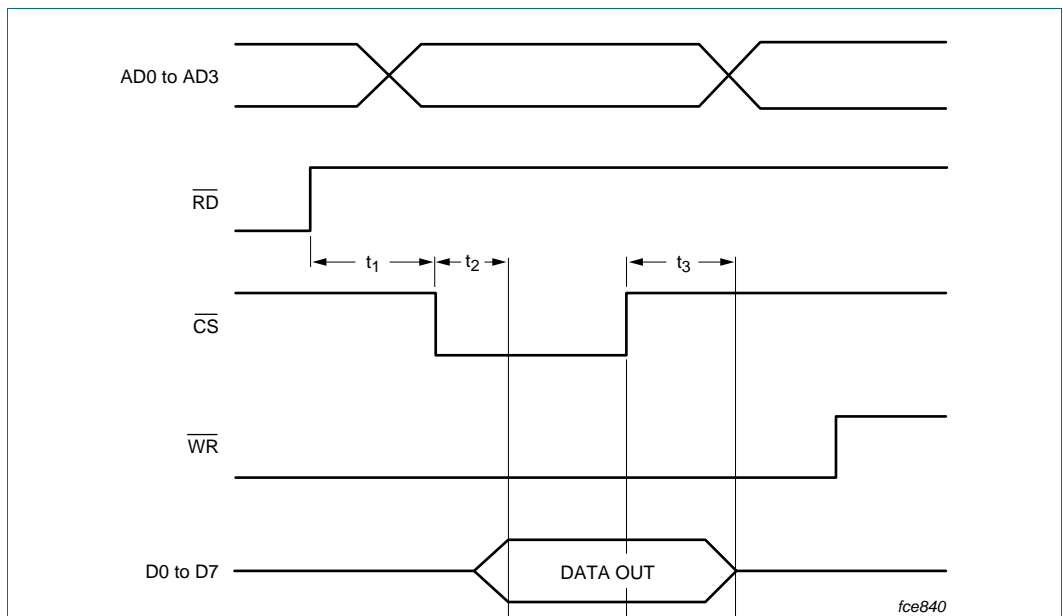 AD0 to AD3
RD
t1 t2 t3
CS
WR
D0 to D7 DATA OUT
fce840